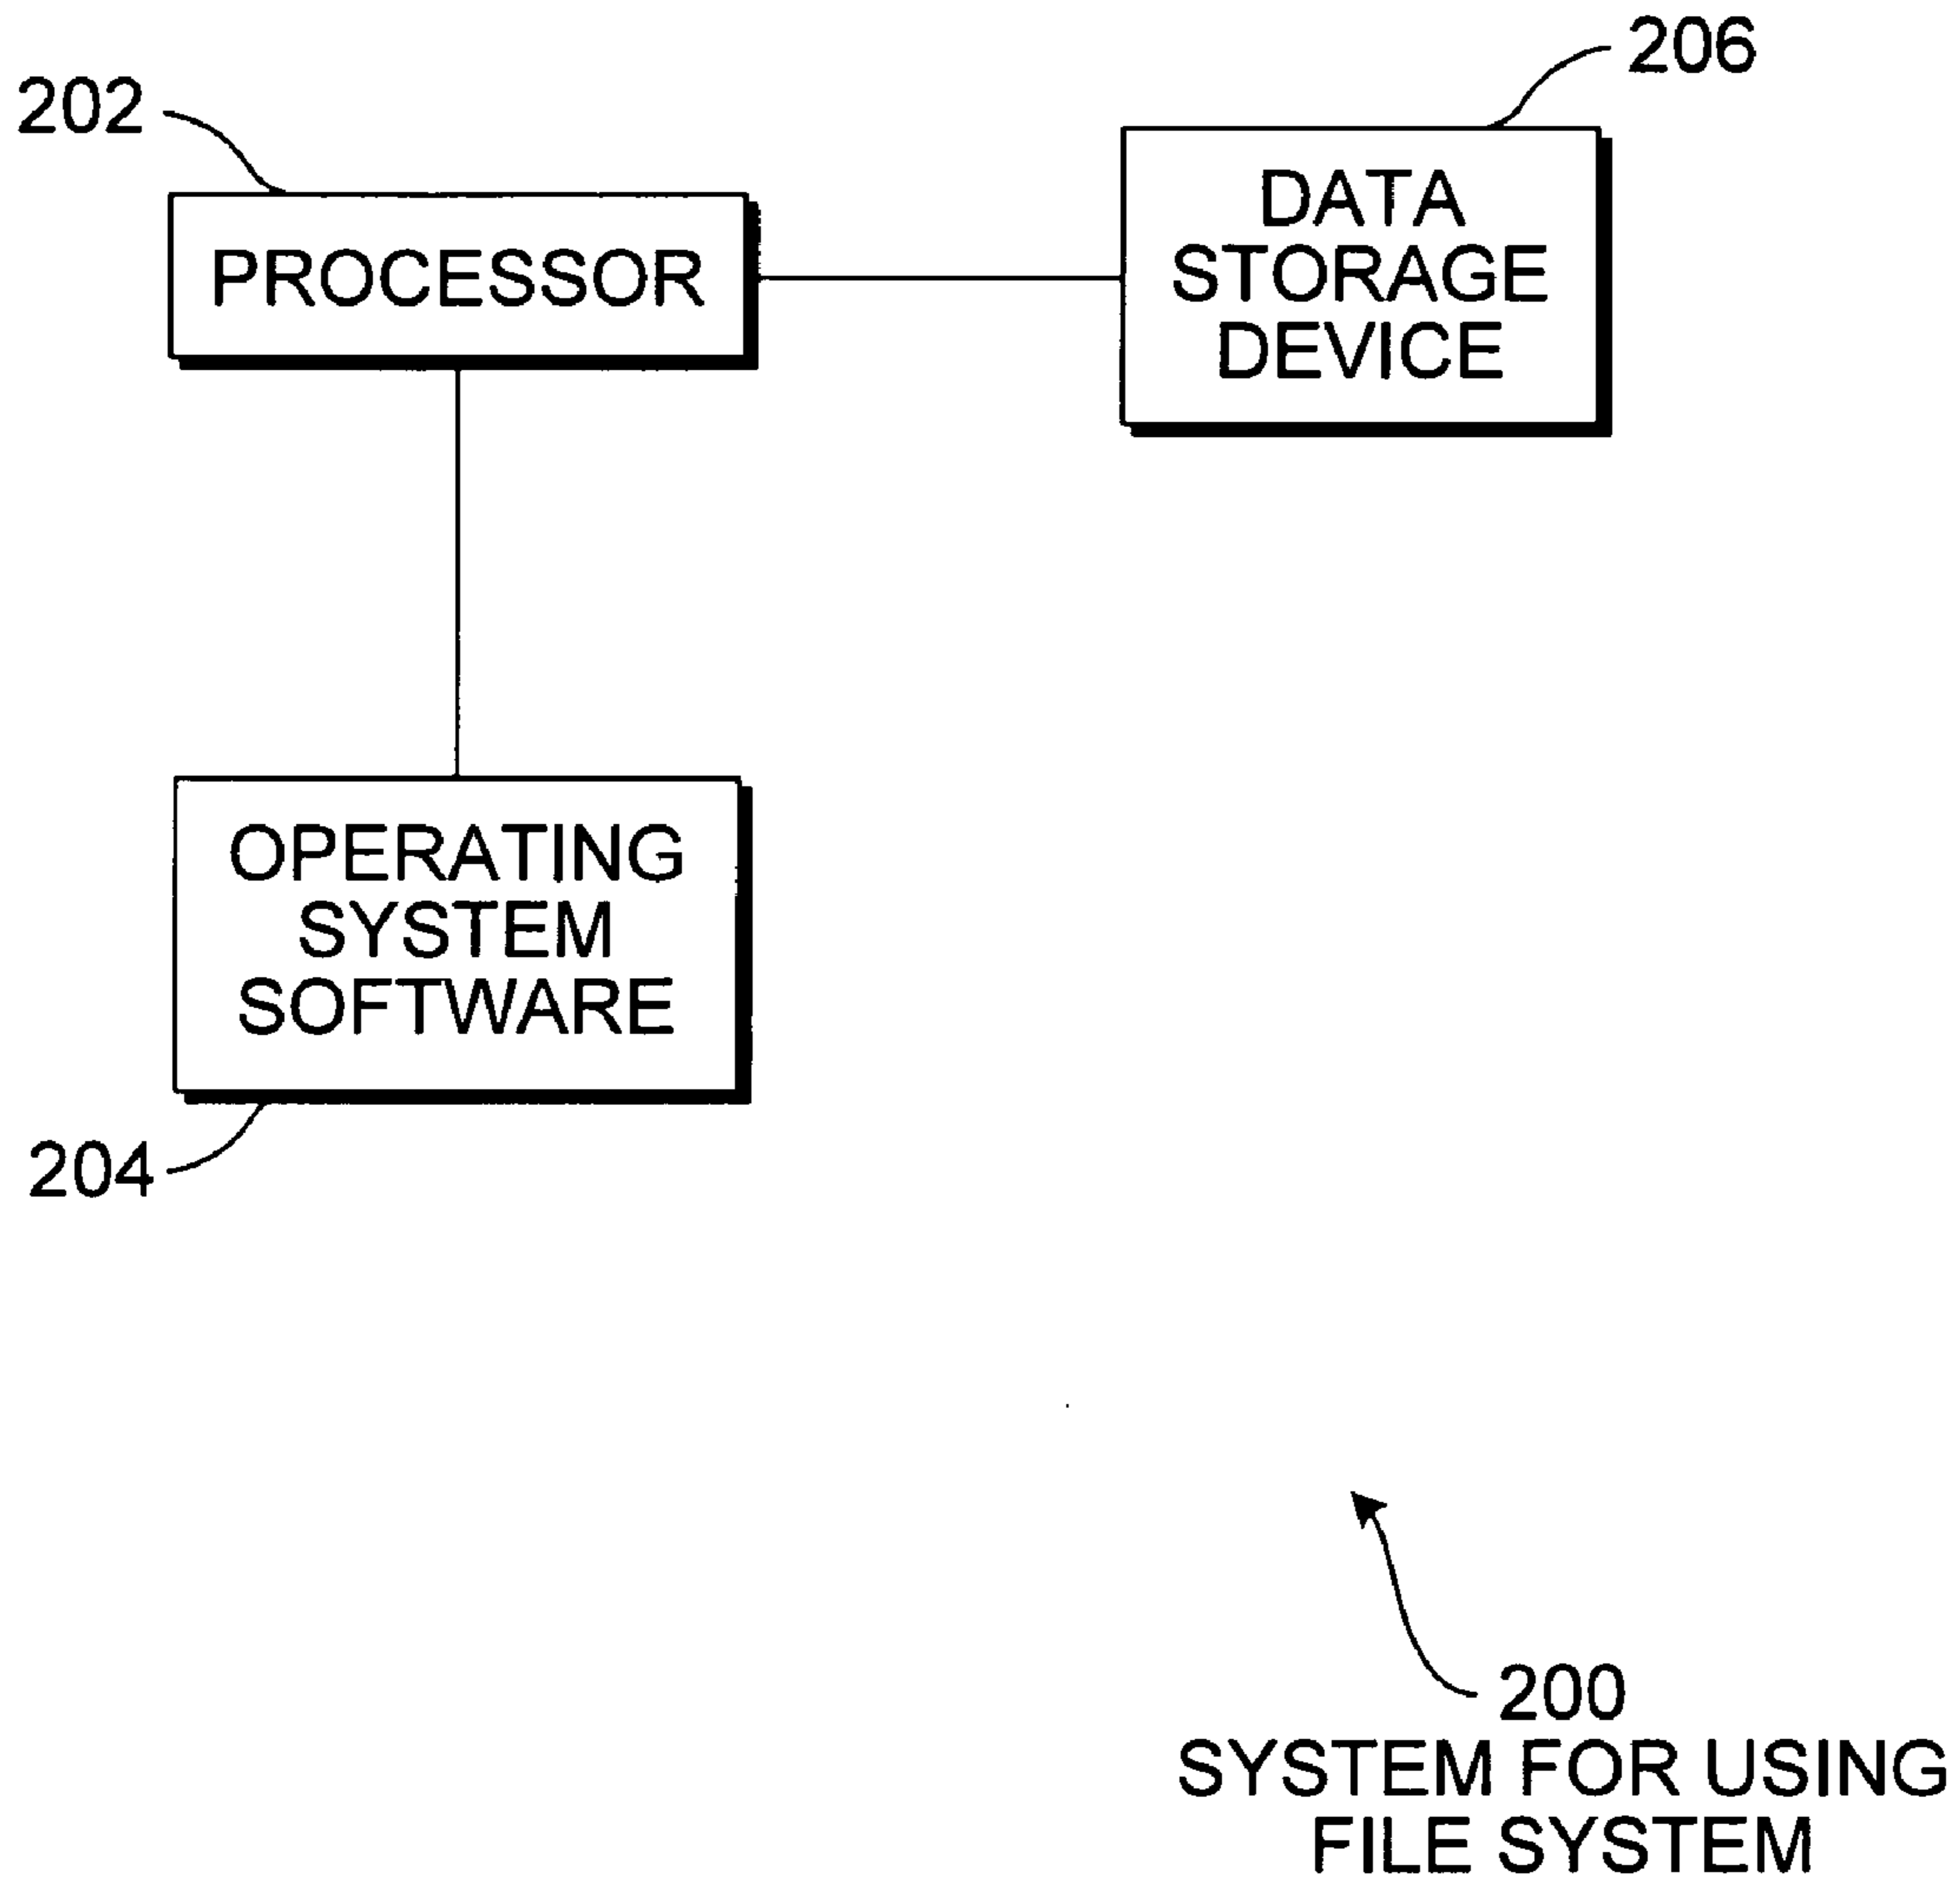 206
202
DATA
STORAGE
DEVICE
PROCESSOR
OPERATING
SYSTEM
SOFTWARE
204
200
SYSTEM FOR USING
FILE SYSTEM